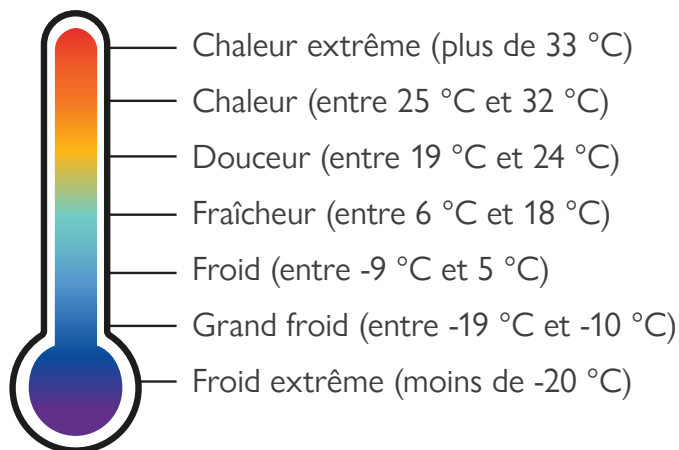 Chaleur extrême (plus de 33 °C)
Chaleur (entre 25 °C et 32 °C)
Douceur (entre 19 °C et 24 °C)
Fraîcheur (entre 6 °C et 18 °C)
Froid (entre -9 °C et 5 °C)
Grand froid (entre -19 °C et -10 °C)
Froid extrême (moins de -20 °C)